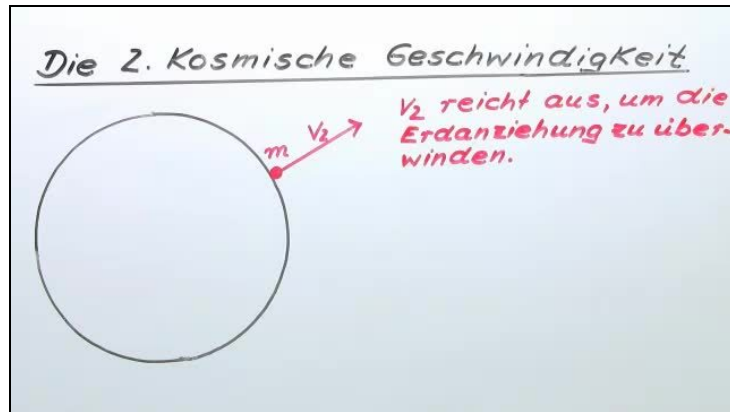 Die 2. Kosmische Geschwindigkeit
V₂ reicht aus, um die
Erdanziehung zu über-
winden.
V₂
m